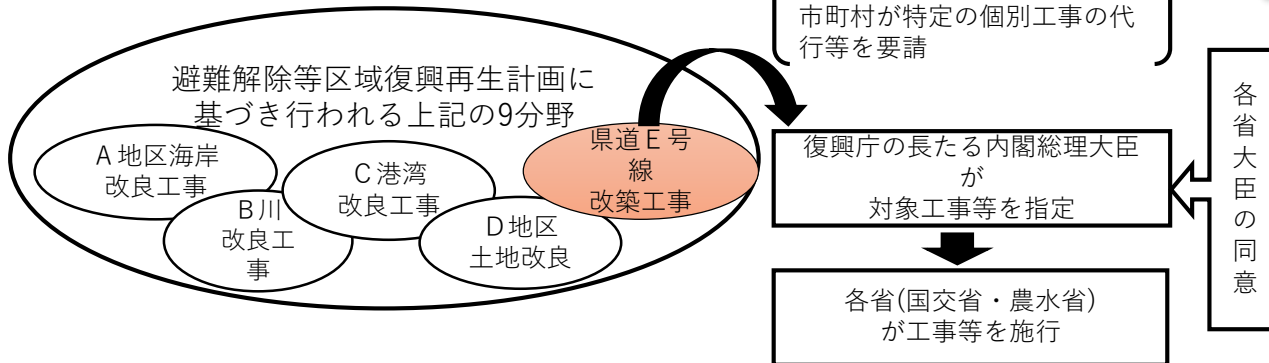 市町村が特定の個別工事の代
行等を要請
避難解除等区域復興再生計画に
基づき行われる上記の9分野
A地区海岸
改良工事
B川
改良工
事
C港湾
改良工事
D地区
土地改良
県道E号
線
改築工事
復興庁の長たる内閣総理大臣
が
対象工事等を指定
各省大臣の同意
各省(国交省・農水省)
が工事等を施行